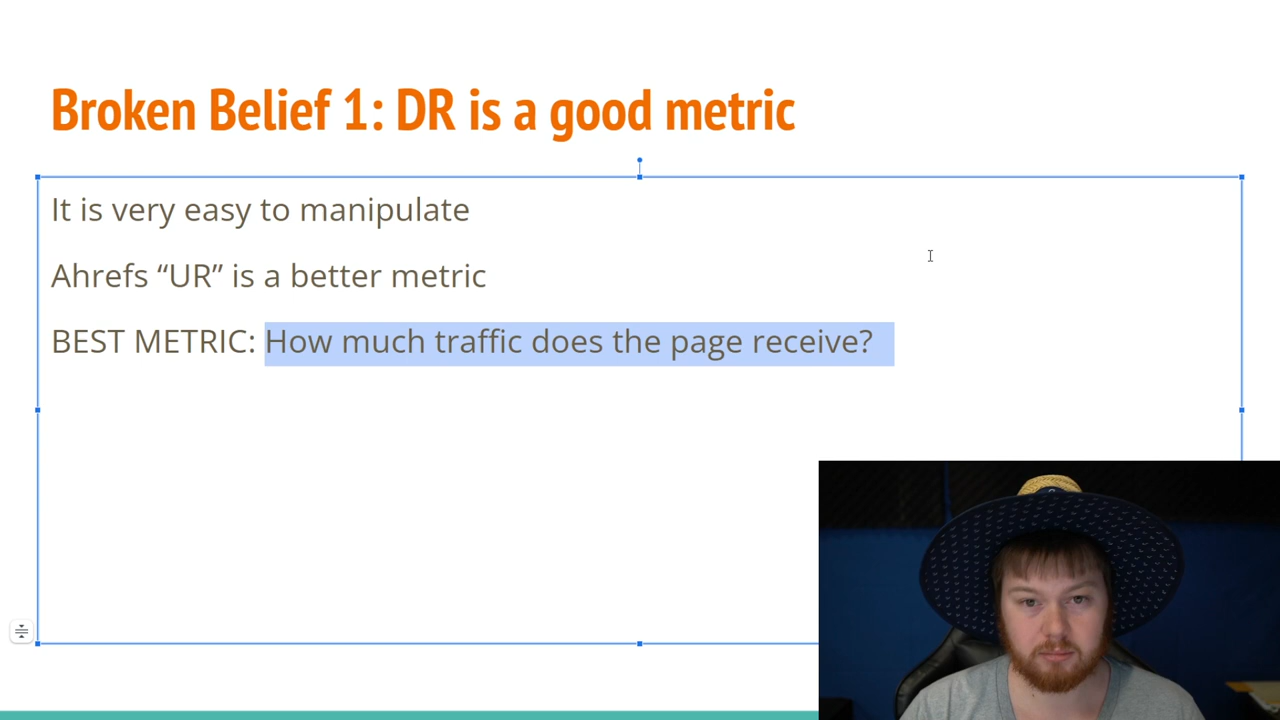 Broken Belief 1: DR is a good metric
It is very easy to manipulate
Ahrefs “UR” is a better metric
BEST METRIC: How much traffic does the page receive?